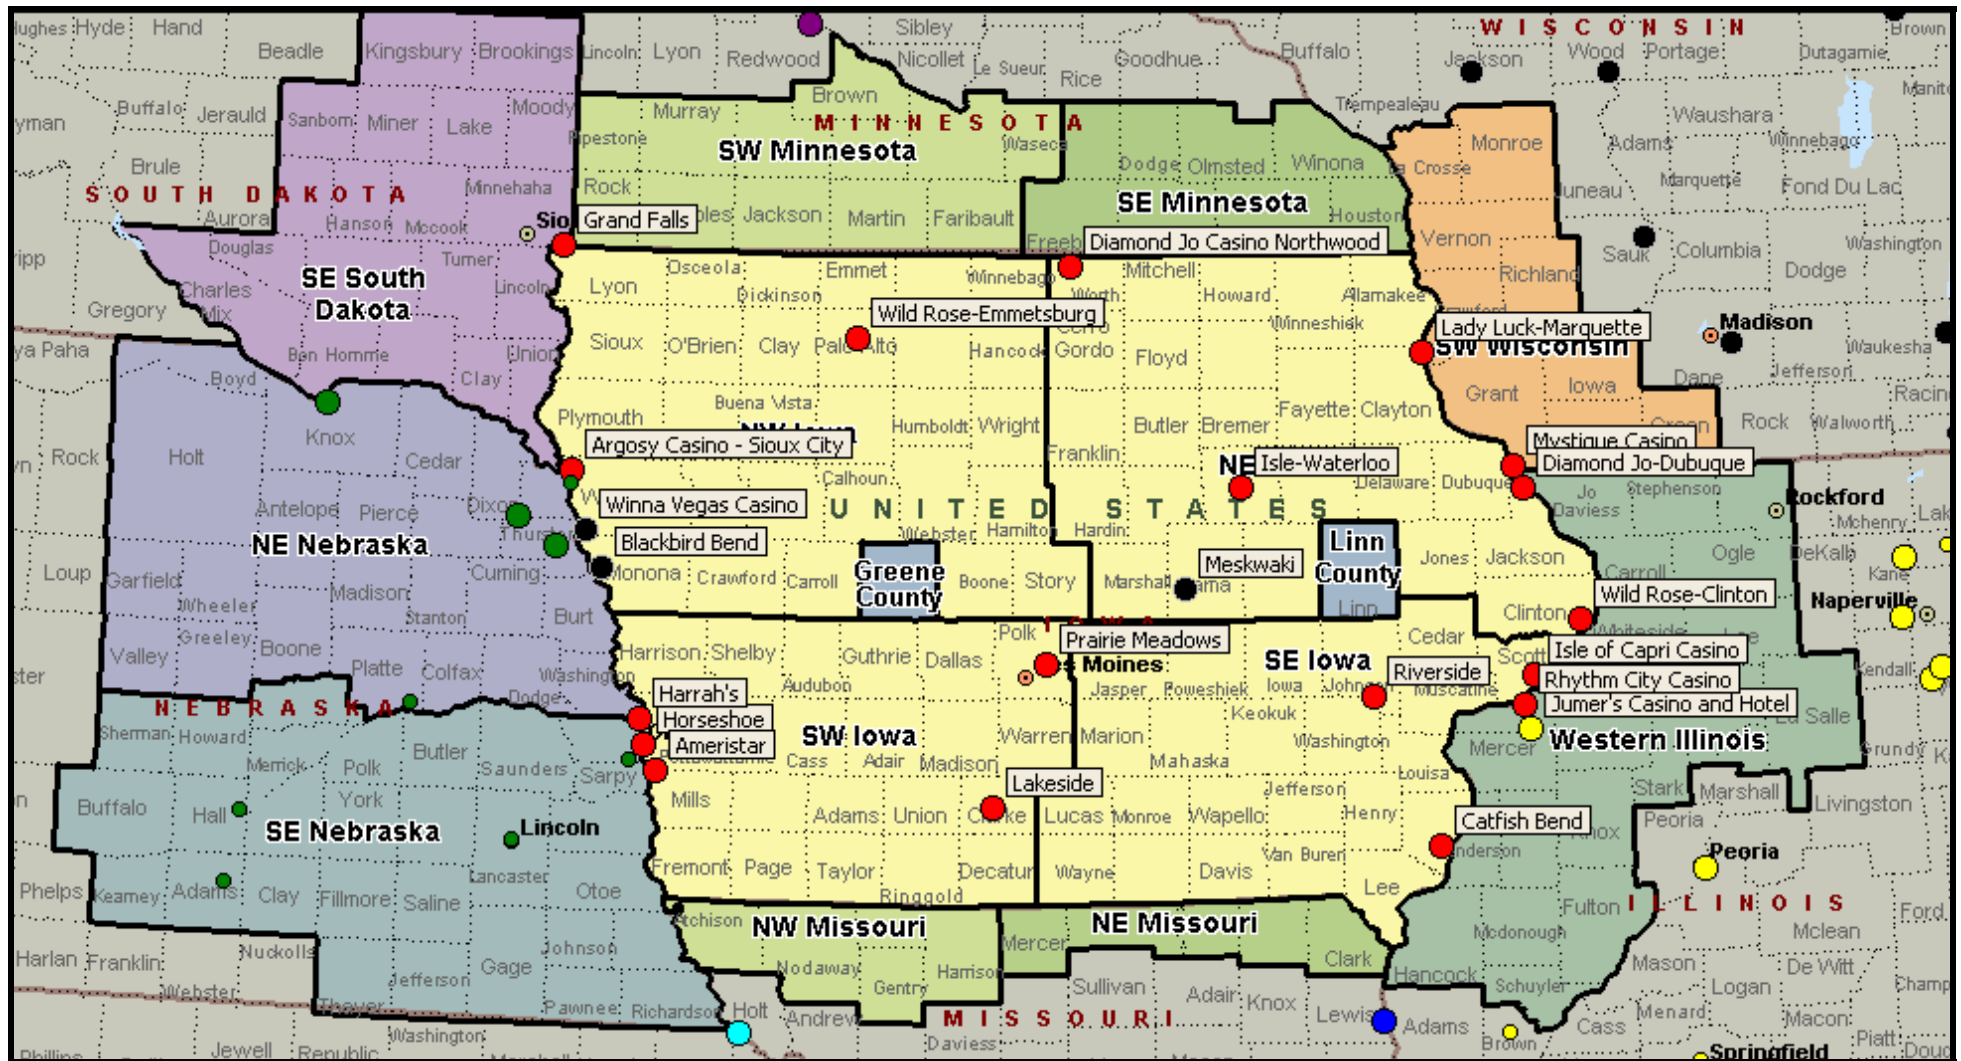 Hughes
Hyde
Hand
Beadle
Kingsbury
Brookings
Lincoln
Lyon
Redwood
Sibley
Nicollet
Le Sueur
Rice
Goodhue
Buffalo
WISCONSIN
Jackson
Wood
Portage
Outagamie
Brown
Buffalo
Jerauld
Sanborn
Miner
Lake
Moody
Murray
Brown
Pipestone
MINNESOTA
Waseca
SW Minnesota
Dodge
Olmsted
Winona
Trempealeau
La Crosse
Monroe
Adams
Waushara
Winnebago
Juneau
Marquette
Fond Du Lac
Brule
SOUTH DAKOTA
Aurora
Hanson
Mccook
Minnehaha
Rock
Grand Falls
Jackson
Martin
Faribault
SE Minnesota
Houston
Vernon
Richland
Sauk
Columbia
Dodge
Washington
Douglas
Turner
Lincoln
SE South
Dakota
Charles
Mix
Gregory
Lyon
Osceola
Dickinson
Emmet
Winnebago
Diamond Jo Casino Northwood
Mitchell
Worth
Howard
Allamakee
Winneshiek
Wild Rose-Emmetsburg
Lady Luck-Marquette
SW Wisconsin
Madison
Waukesha
Jefferson
Dane
Bon Homme
Union
Clay
Boyd
Sioux
O'Brien
Clay
Palo Alto
Hancock
Cerro
Gordo
Floyd
Grant
Iowa
Green
Rock
Walworth
Knox
Plymouth
Buena Vista
Humboldt
Wright
Butler
Bremer
Fayette
Clayton
Rock
Holt
Cedar
Argosy Casino - Sioux City
Calhoun
Franklin
Isle-Waterloo
Delaware
Dubuque
Mystique Casino
Diamond Jo-Dubuque
Jo
Daviess
Stephenson
Rockford
Mchenry
Antelope
Pierce
Dixon
Thurston
Winna Vegas Casino
UNITED STATES
Webster
Hamilton
Hardin
NE Nebraska
Blackbird Bend
Linn
County
Meskwaki
Jones
Jackson
Ogle
DeKalb
Kane
Carroll
Loup
Garfield
Madison
Cuming
Monona
Crawford
Carroll
Greene
County
Boone
Story
Marshall
Tama
Linn
Clinton
Wild Rose-Clinton
Whiteside
Naperville
Wheeler
Greeley
Stanton
Burt
Valley
Boone
Platte
Colfax
Washington
Dodge
Harrison
Shelby
Audubon
Guthrie
Dallas
Polk
IOWA
Prairie Meadows
Jasper
Poweshiek
Iowa
Johnson
SE Iowa
Riverside
Cedar
Muscatine
Scott
Isle of Capri Casino
Rhythm City Casino
Jumer's Casino and Hotel
Kendall
La Salle
NEBRASKA
Harrah's
Horseshoe
Ameristar
SW Iowa
Cass
Adair
Madison
Warren
Marion
Mahaska
Keokuk
Washington
Louisa
Mercer
Western Illinois
Grundy
Sherman
Howard
Merrick
Polk
Butler
Saunders
Sarpy
Pottawattamie
Buffalo
Hall
York
SE Nebraska
Lincoln
Lancaster
Mills
Adams
Union
Clarke
Lakeside
Lucas
Monroe
Wapello
Jefferson
Henry
Catfish Bend
Henderson
Knox
Stark
Marshall
Peoria
Livingston
Peoria
Phelps
Kearney
Adams
Clay
Fillmore
Saline
Otoe
Fremont
Page
Taylor
Ringgold
Decatur
Wayne
Davis
Van Buren
Lee
Fulton
ILLINOIS
Ford
Mcdonough
Mclean
Harlan
Franklin
Webster
Nuckolls
Thayer
Jefferson
Gage
Johnson
Pawnee
Richardson
Atchison
NW Missouri
Nodaway
Gentry
Harrison
Mercer
NE Missouri
Clark
Hancock
Schuyler
Mason
De Witt
Logan
Champ
Holt
Andrew
MISSOURI
Daviess
Sullivan
Adair
Knox
Lewis
Adams
Brown
Cass
Menard
Macon
Piatt
Springfield
Phillips
Jewell
Republic
Washington